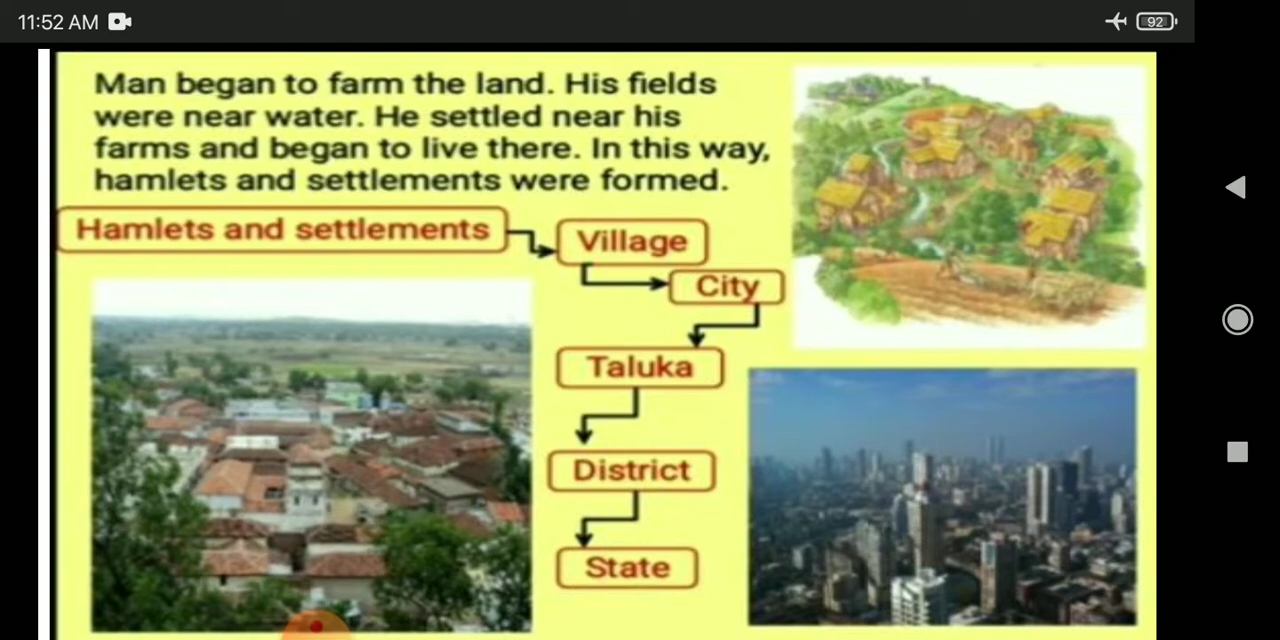 11:52 AM
92
Man began to farm the land. His fields
were near water. He settled near his
farms and began to live there. In this way,
hamlets and settlements were formed.
Hamlets and settlements
Village
City
Taluka
District
State